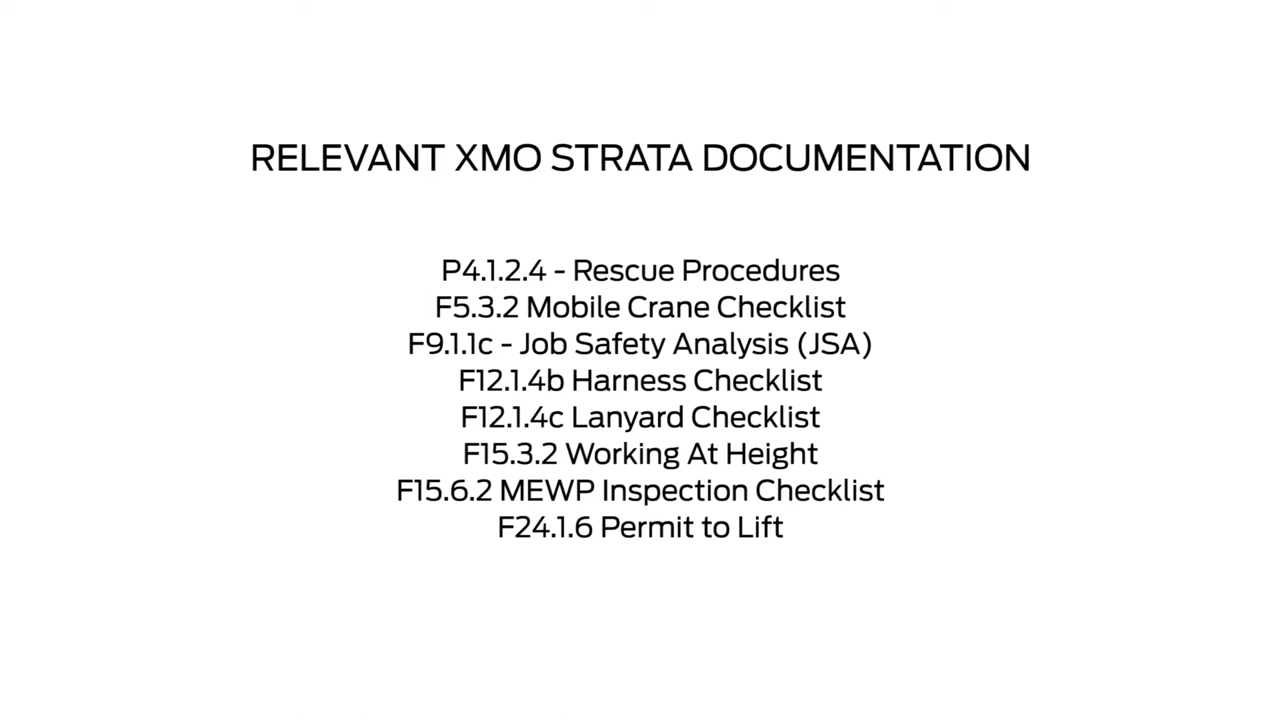 RELEVANT XMO STRATA DOCUMENTATION
P4.1.2.4 - Rescue Procedures
F5.3.2 Mobile Crane Checklist
F9.1.1c - Job Safety Analysis (JSA)
F12.1.4b Harness Checklist
F12.1.4c Lanyard Checklist
F15.3.2 Working At Height
F15.6.2 MEWP Inspection Checklist
F24.1.6 Permit to Lift